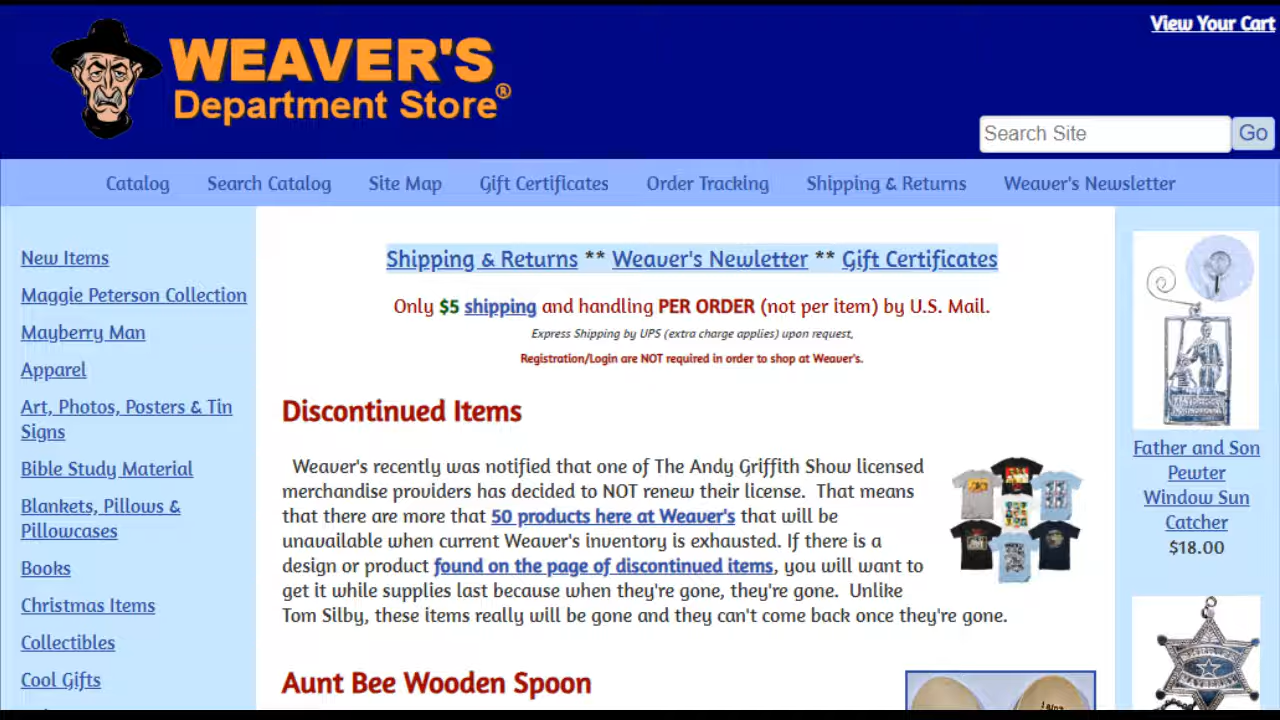 View Your Cart
WEAVER'S
Department Store®
Search Site
Go
Catalog Search Catalog Site Map Gift Certificates Order Tracking Shipping & Returns Weaver's Newsletter
New Items
Maggie Peterson Collection
Mayberry Man
Apparel
Art, Photos, Posters & Tin
Signs
Bible Study Material
Blankets, Pillows &
Pillowcases
Books
Christmas Items
Collectibles
Cool Gifts
Shipping & Returns ** Weaver's Newletter ** Gift Certificates
Only $5 shipping and handling PER ORDER (not per item) by U.S. Mail.
Express Shipping by UPS (extra charge applies) upon request,
Registration/Login are NOT required in order to shop at Weaver's.
Discontinued Items
Weaver's recently was notified that one of The Andy Griffith Show licensed
merchandise providers has decided to NOT renew their license. That means
that there are more that 50 products here at Weaver's that will be
unavailable when current Weaver's inventory is exhausted. If there is a
design or product found on the page of discontinued items, you will want to
get it while supplies last because when they're gone, they're gone. Unlike
Tom Silby, these items really will be gone and they can't come back once they're gone.
Aunt Bee Wooden Spoon
Father and Son
Pewter
Window Sun
Catcher
$18.00